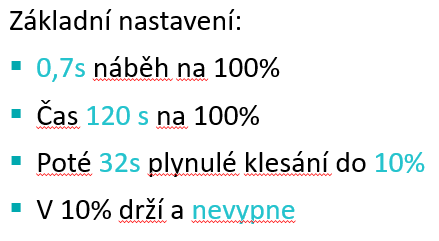 Základní nastavení:
▪ 0,7s náběh na 100%
▪ Čas 120 s na 100%
▪ Poté 32s plynulé klesání do 10%
▪ V 10% drží a nevypne